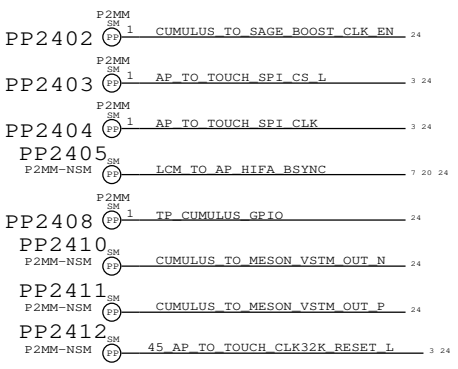 P2MM
SM
PP2402 PP 1 CUMULUS_TO_SAGE_BOOST_CLK_EN 24
P2MM
SM
PP2403 PP 1 AP_TO_TOUCH_SPI_CS_L 3 24
P2MM
SM
PP2404 PP 1 AP_TO_TOUCH_SPI_CLK 3 24
PP2405
SM
P2MM-NSM PP LCM_TO_AP_HIFA_BSYNC 7 20 24
P2MM
SM
PP2408 PP 1 TP_CUMULUS_GPIO 24
PP2410
SM
P2MM-NSM PP CUMULUS_TO_MESON_VSTM_OUT_N 24
PP2411
SM
P2MM-NSM PP CUMULUS_TO_MESON_VSTM_OUT_P 24
PP2412
SM
P2MM-NSM PP 45_AP_TO_TOUCH_CLK32K_RESET_L 3 24